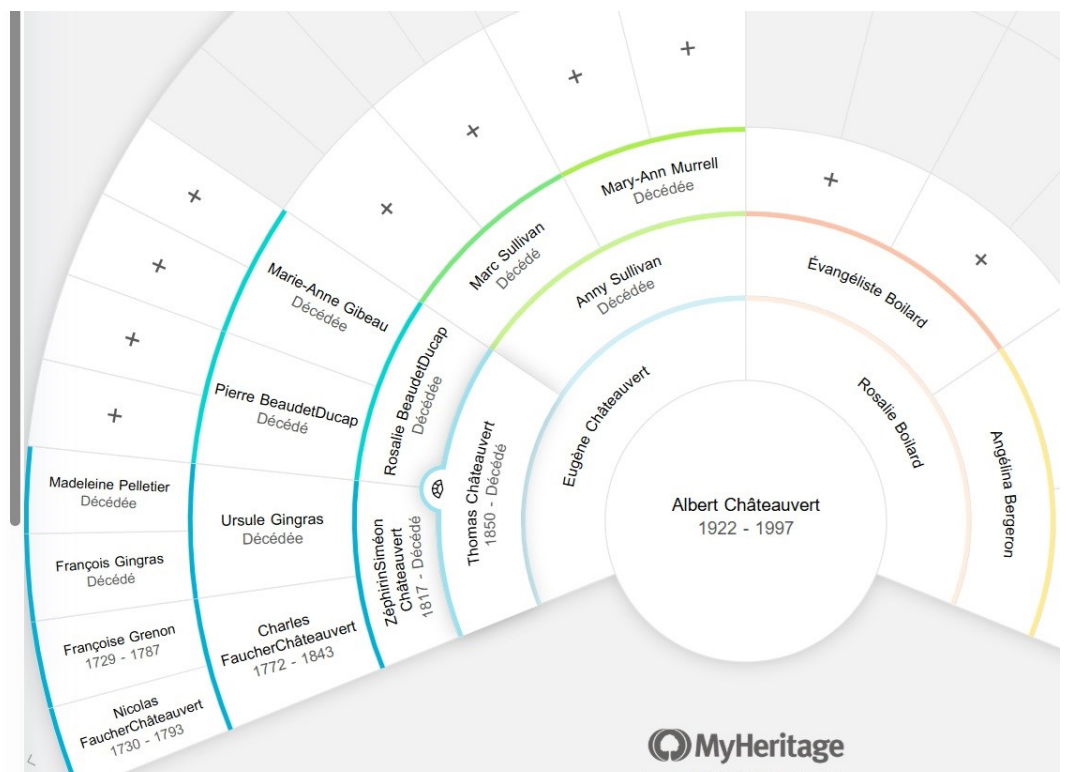 Mary-Ann Murrell
Décédée
Marc Sullivan
Décédé
Anny Sullivan
Décédée
Évangéliste Boilard
Marie-Anne Gibeau
Décédée
Rosalie BeaudetDucap
Décédée
Pierre BeaudetDucap
Décédé
Eugène Châteauvert
Rosalie Boilard
Angélina Bergeron
Thomas Châteauvert
1850 - Décédé
Madeleine Pelletier
Décédée
Ursule Gingras
Décédée
Albert Châteauvert
1922 - 1997
ZéphirinSiméon
Châteauvert
1817 - Décédé
François Gingras
Décédé
Françoise Grenon
1729 - 1787
Charles
FaucherChâteauvert
1772 - 1843
Nicolas
FaucherChâteauvert
1730 - 1793
MyHeritage